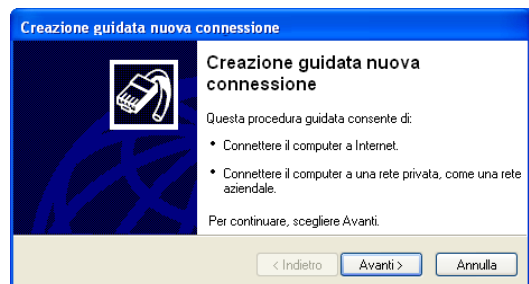 Creazione guidata nuova connessione
Creazione guidata nuova
connessione
Questa procedura guidata consente di:
• Connettere il computer a Internet.
• Connettere il computer a una rete privata, come una rete
aziendale.
Per continuare, scegliere Avanti.
< Indietro Avanti > Annulla